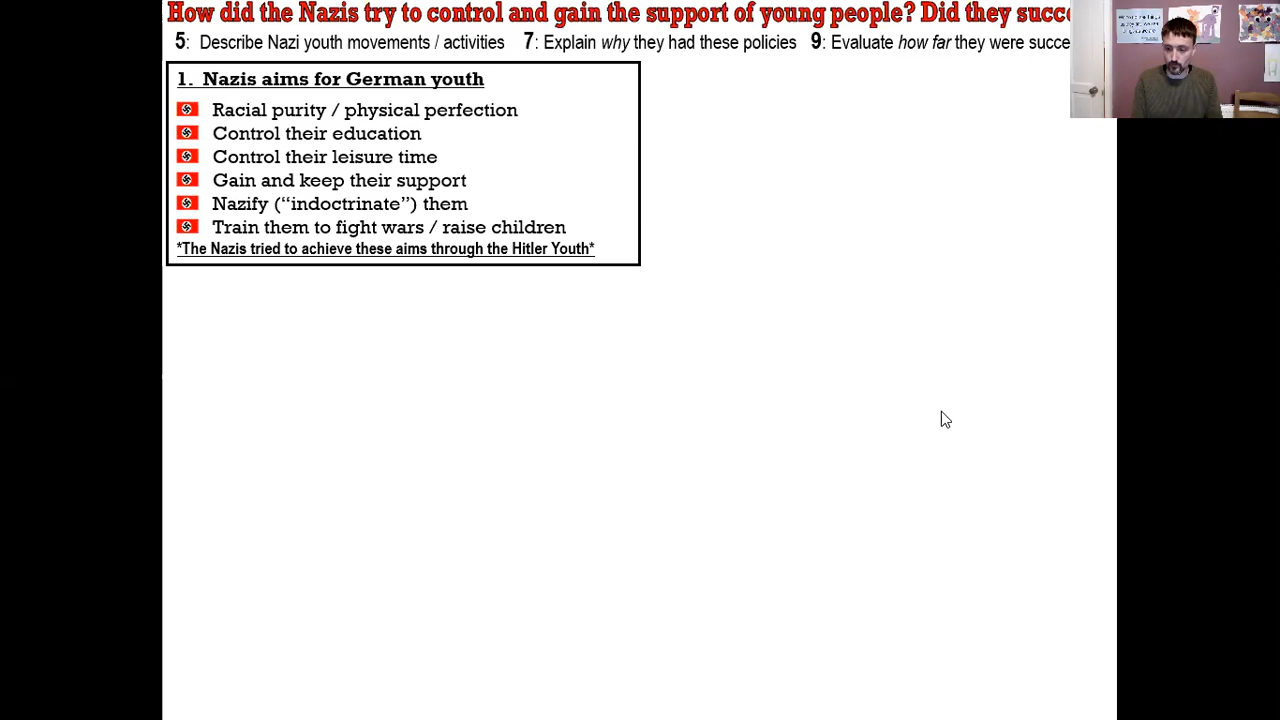 How did the Nazis try to control and gain the support of young people? Did they succ
5: Describe Nazi youth movements / activities 7: Explain why they had these policies 9: Evaluate how far they were succe
1. Nazis aims for German youth
Racial purity / physical perfection
Control their education
Control their leisure time
Gain and keep their support
Nazify (“indoctrinate”) them
Train them to fight wars / raise children
*The Nazis tried to achieve these aims through the Hitler Youth*